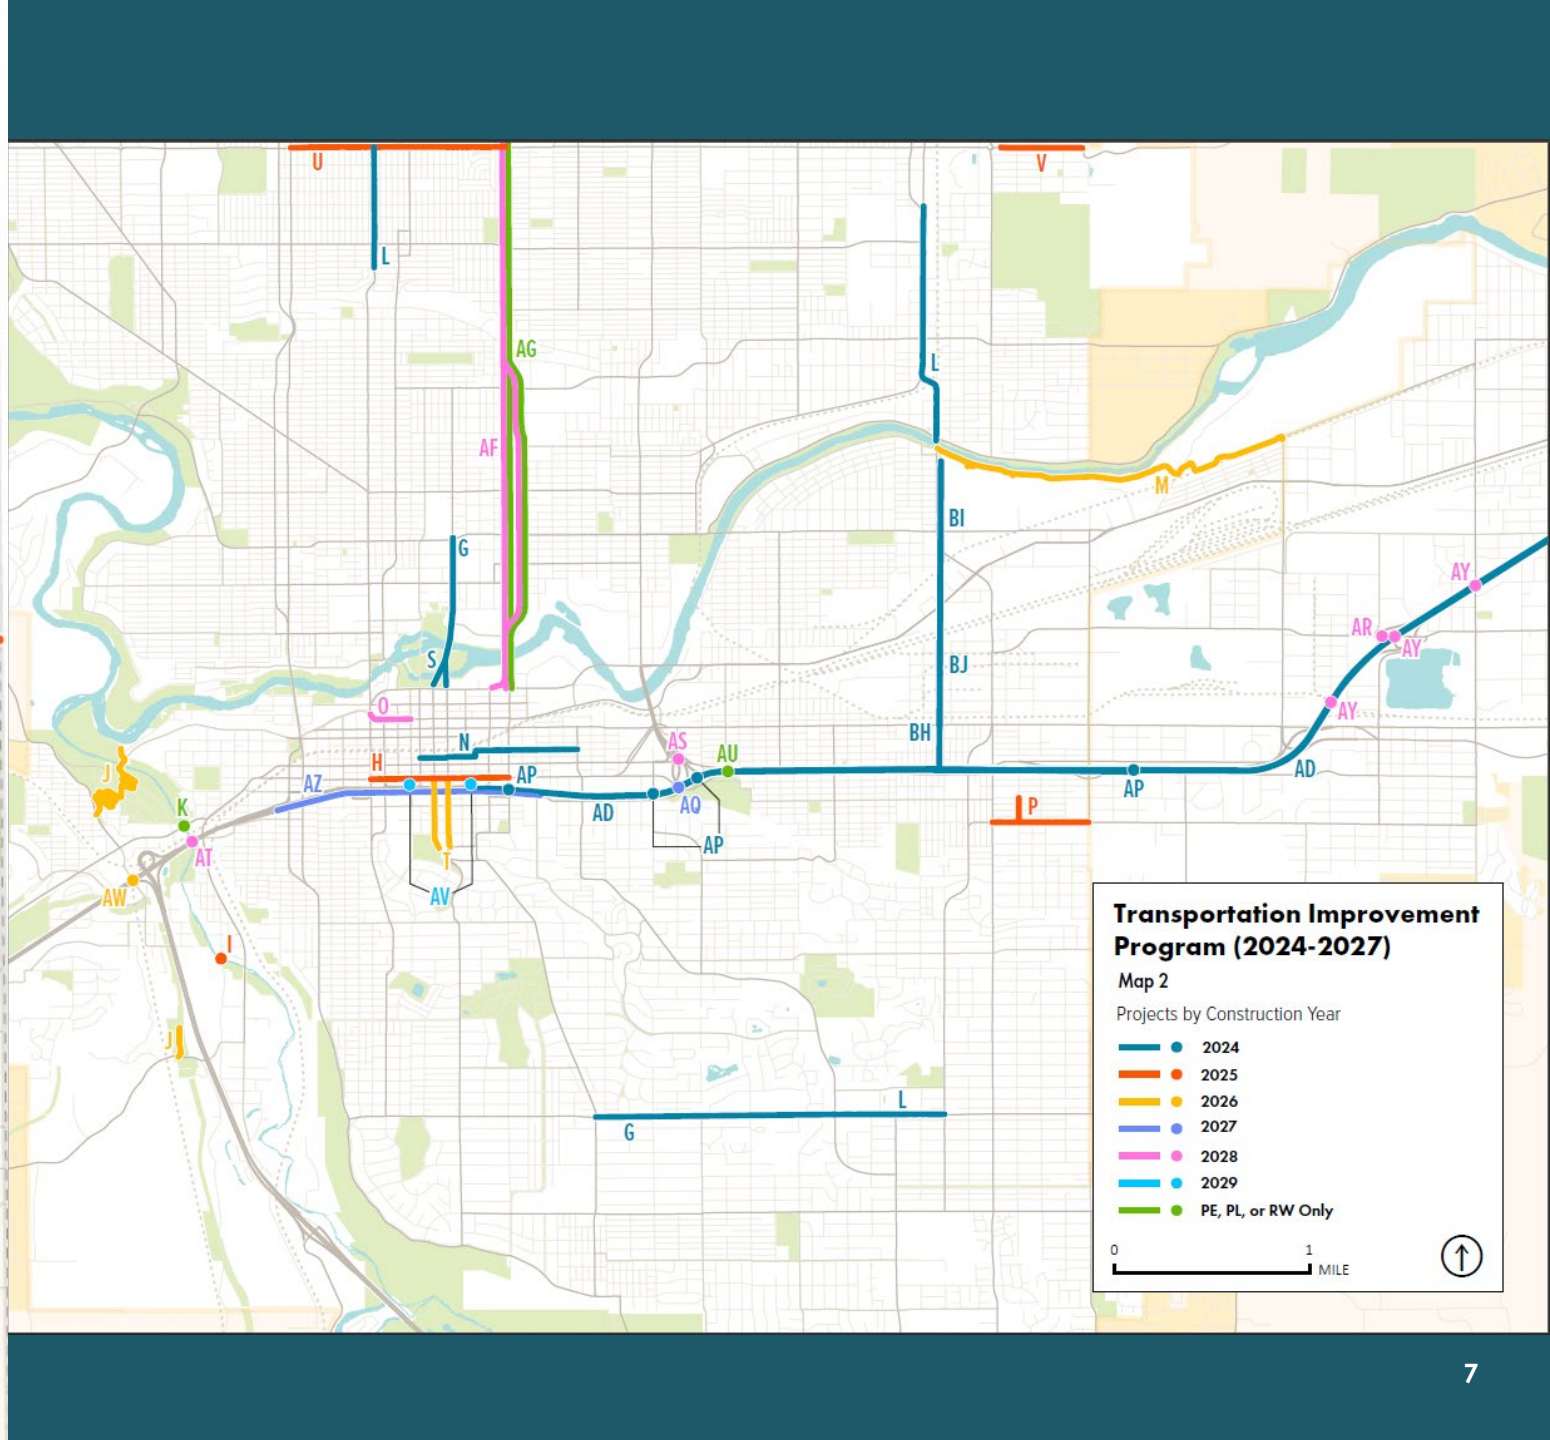 U
V
L
AG
L
AF
M
BI
G
AY
AR
AY
S
BJ
O
AY
BH
N
AS
AU
H
AP
J
AZ
AD
AP
AQ
P
K
AD
AP
T
AT
AW
AV
I
J
L
G
Transportation Improvement
Program (2024-2027)
Map 2
Projects by Construction Year
2024
2025
2026
2027
2028
2029
PE, PL, or RW Only
0 1
MILE
7